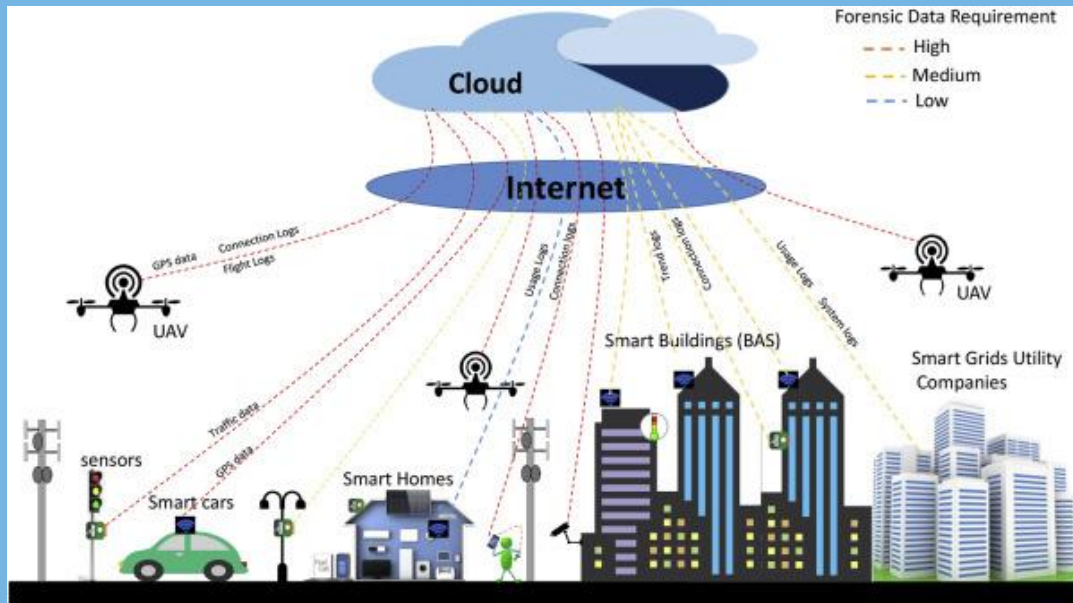 Forensic Data Requirement
High
Medium
Low
Cloud
Internet
GPS data
Connection Logs
Flight Logs
UAV
Usage Logs
Connection logs
Trend logs
Connection logs
Usage Logs
System logs
UAV
Smart Buildings (BAS)
Smart Grids Utility
Companies
Traffic data
GPS data
sensors
Smart cars
Smart Homes